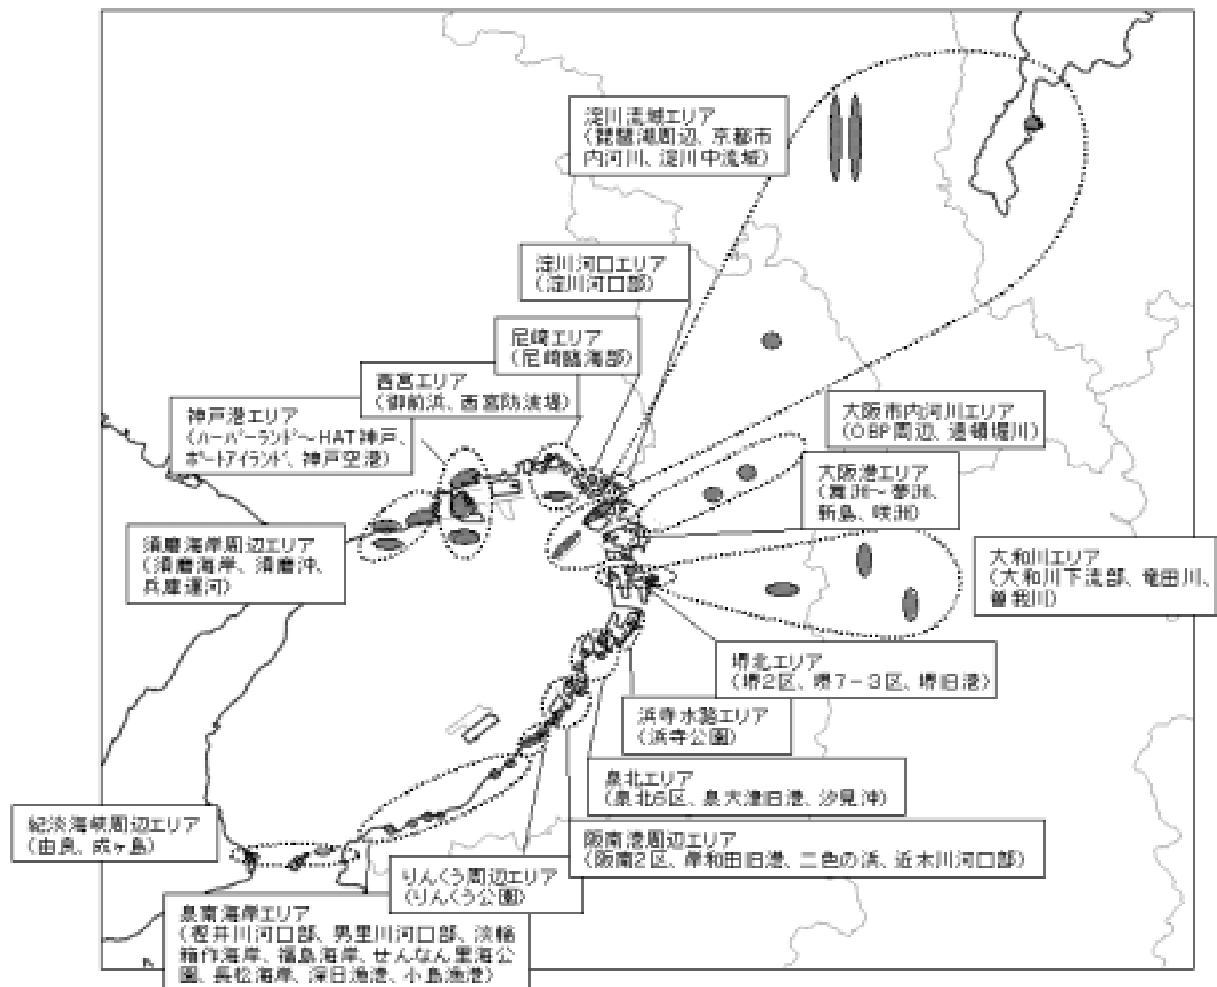 淀川流域エリア
(琵琶湖周辺、京都市
内河川、淀川中流域)
淀川河口エリア
(淀川河口部)
尼崎エリア
(尼崎臨海部)
西宮エリア
(御前浜、西宮防波堤)
神戸港エリア
(ハーバーランド～HAT神戸、
ポートアイランド、神戸空港)
大阪市内河川エリア
(OBP周辺、道頓堀川)
大阪港エリア
(舞洲～夢洲、
新島、咲洲)
須磨海岸周辺エリア
(須磨海岸、須磨沖、
兵庫運河)
大和川エリア
(大和川下流部、竜田川、
曽我川)
堺北エリア
(堺2区、堺7-3区、堺旧港)
浜寺水路エリア
(浜寺公園)
泉北エリア
(泉北6区、泉大津旧港、汐見沖)
紀淡海峡周辺エリア
(由良、成ヶ島)
阪南港周辺エリア
(阪南2区、岸和田旧港、二色の浜、近木川河口部)
りんくう周辺エリア
(りんくう公園)
泉南海岸エリア
(樫井川河口部、男里川河口部、淡輪
箱作海岸、福島海岸、せんなん里海公
園、長松海岸、深日漁港、小島漁港)